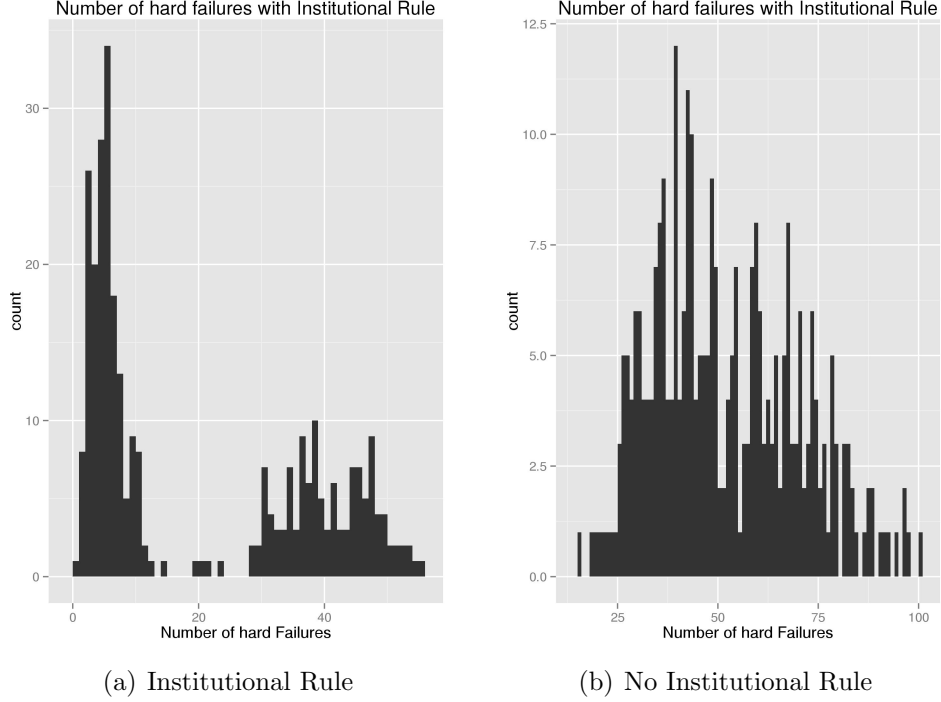 Number of hard failures with Institutional Rule
30
20
10
0
count
0 20 40
Number of hard Failures
(a) Institutional Rule
Number of hard failures with Institutional Rule
12.5
10.0
7.5
5.0
2.5
0.0
count
25 50 75 100
Number of hard Failures
(b) No Institutional Rule